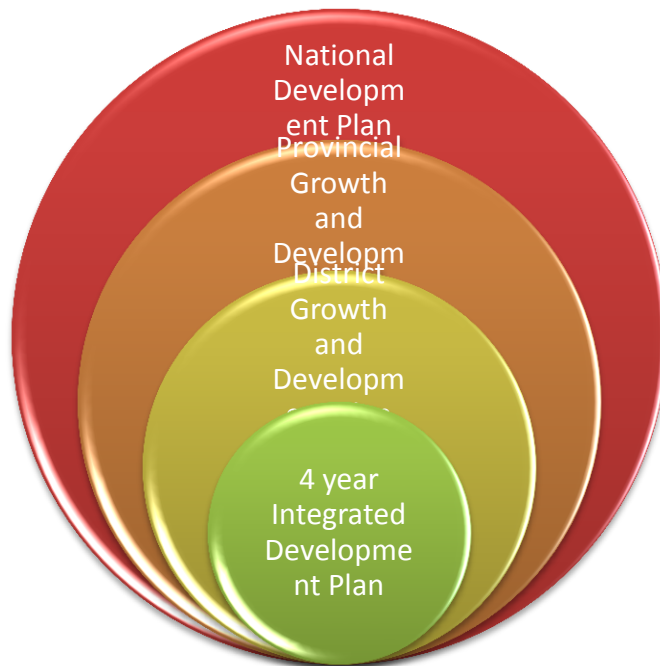 National
Developm
ent Plan
Provincial
Growth
and
Developm
District
Growth
and
Developm
4 year
Integrated
Developme
nt Plan